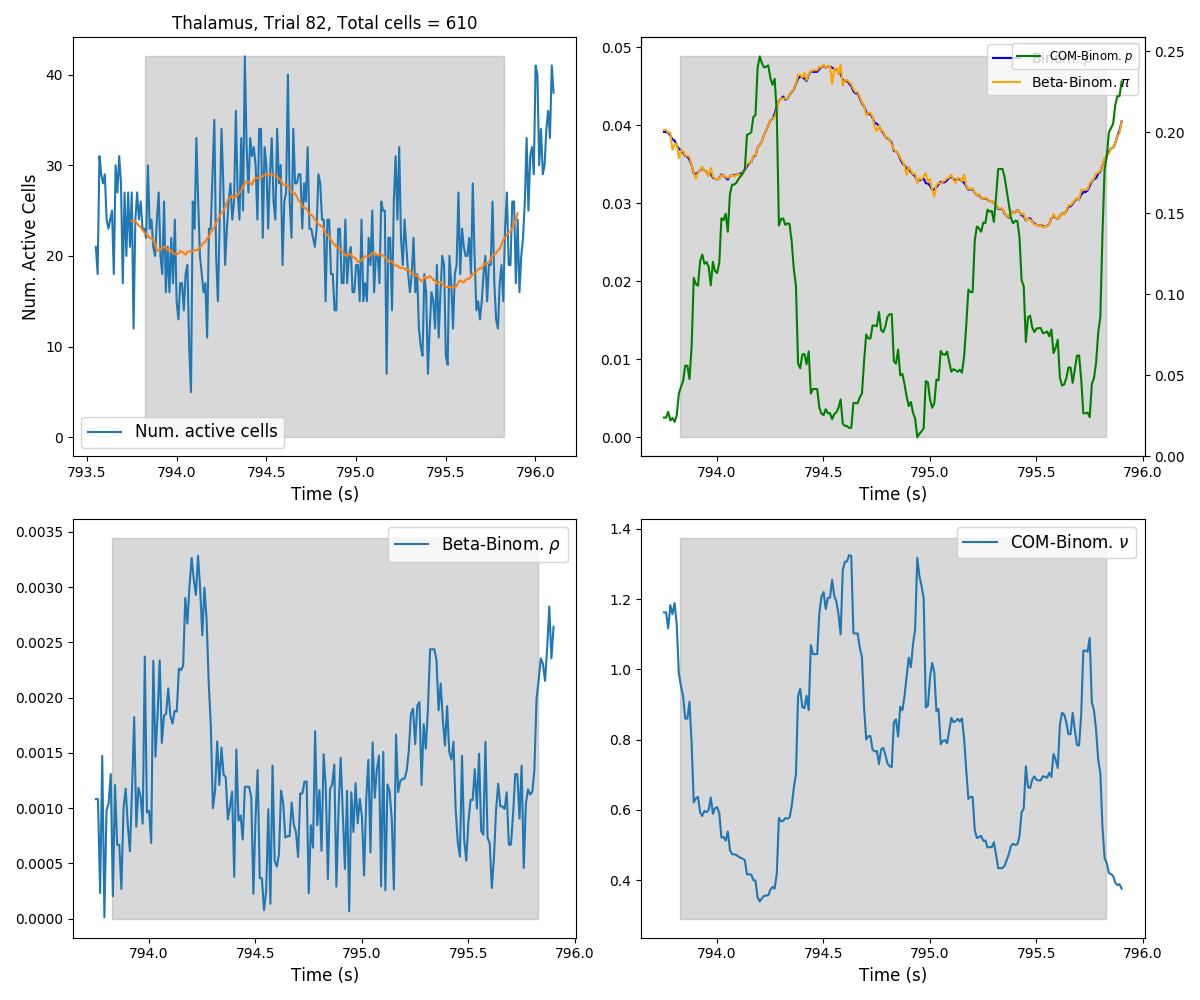 Thalamus, Trial 82, Total cells = 610
Num. Active Cells
40
30
20
10
0
793.5 794.0 794.5 795.0 795.5 796.0
Time (s)
Num. active cells
0.05
0.04
0.03
0.02
0.01
0.00
0.25
0.20
0.15
0.10
0.05
0.00
794.0 794.5 795.0 795.5 796.0
Time (s)
COM-Binom. p
Beta-Binom. π
0.0035
0.0030
0.0025
0.0020
0.0015
0.0010
0.0005
0.0000
794.0 794.5 795.0 795.5 796.0
Time (s)
Beta-Binom. ρ
1.4
1.2
1.0
0.8
0.6
0.4
794.0 794.5 795.0 795.5 796.0
Time (s)
COM-Binom. ν